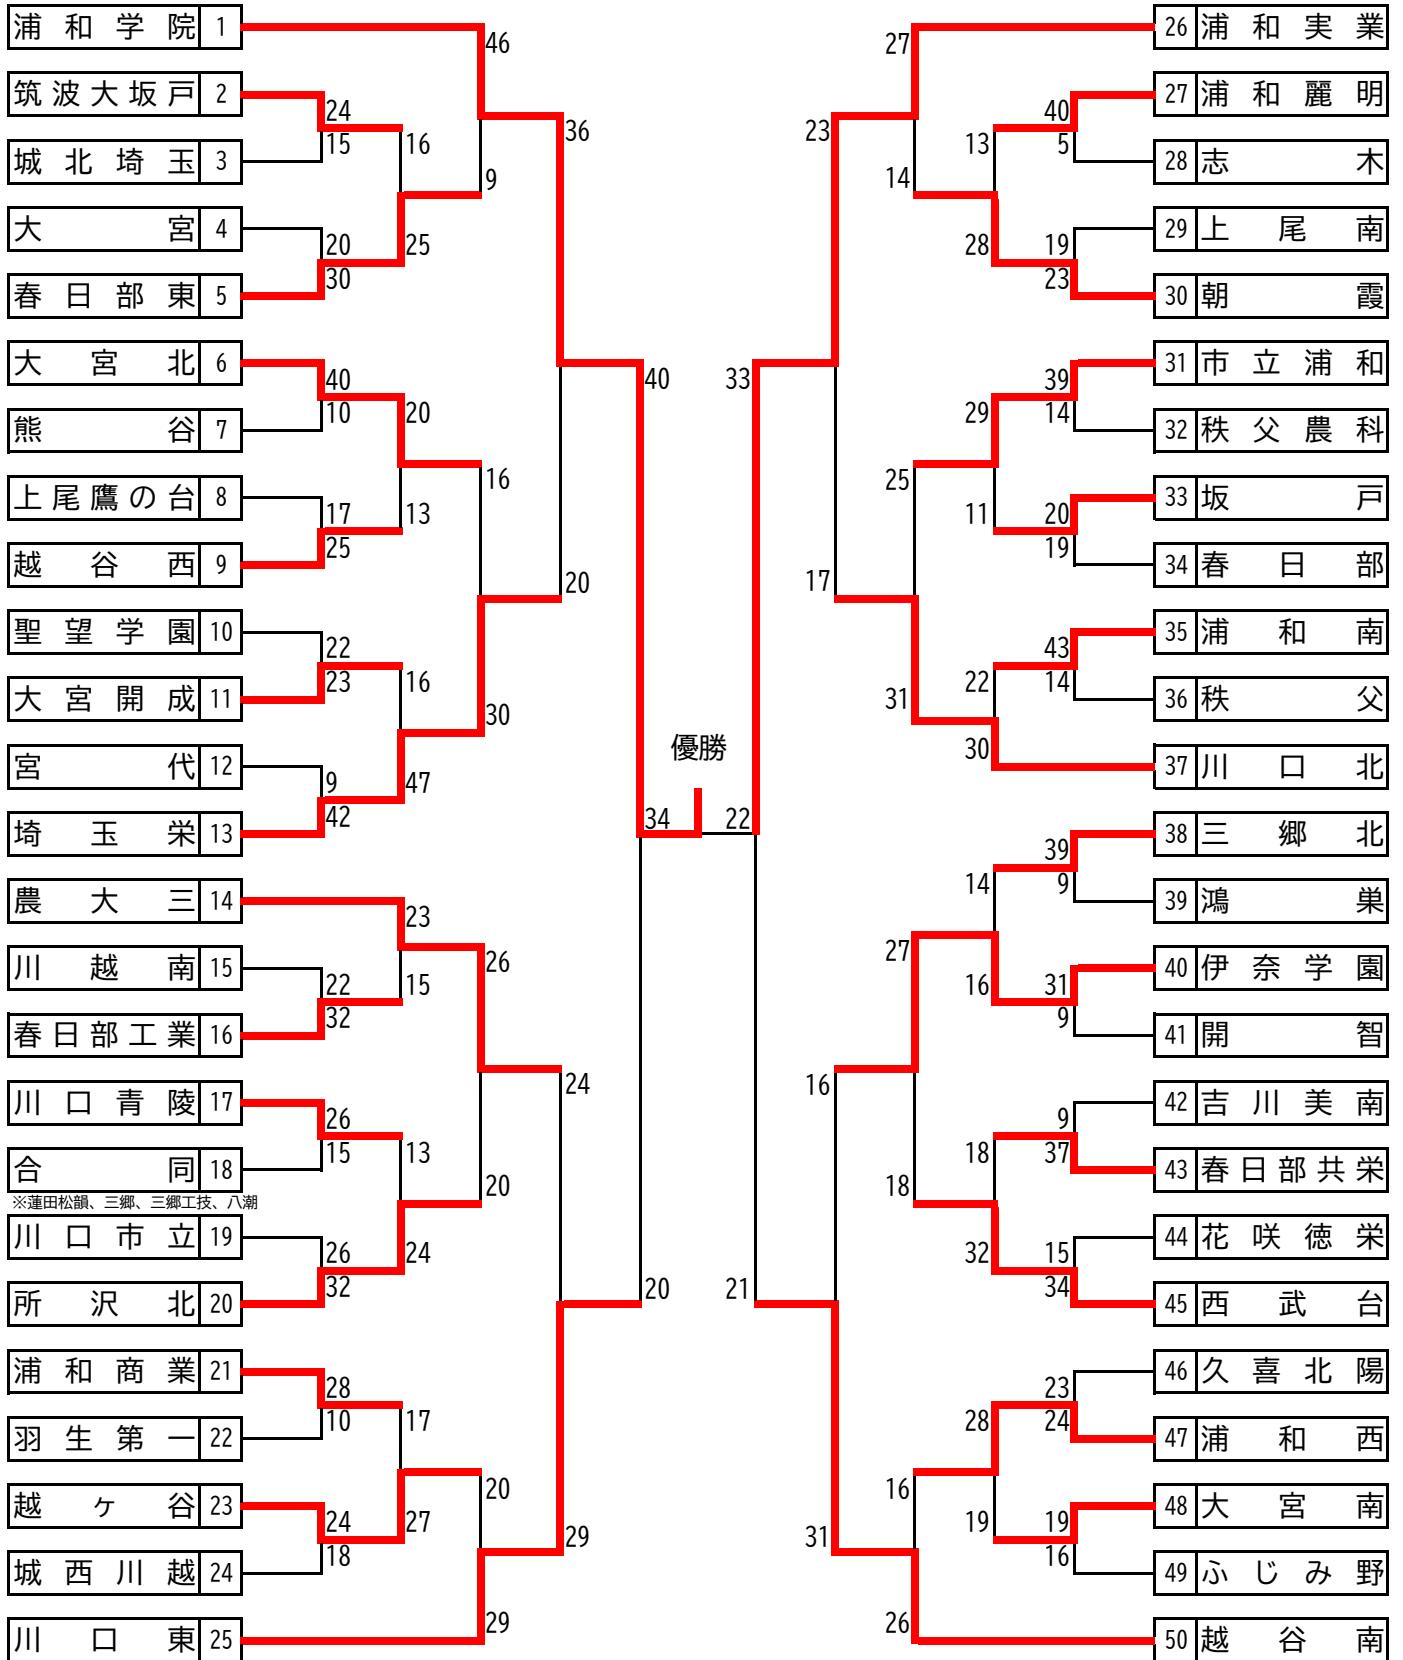 浦和学院 1
筑波大坂戸 2
城北埼玉 3
大宮 4
春日部東 5
大宮北 6
熊谷 7
上尾鷹の台 8
越谷西 9
聖望学園 10
大宮開成 11
宮代 12
埼玉栄 13
農大三 14
川越南 15
春日部工業 16
川口青陵 17
合同 18
※蓮田松韻、三郷、三郷工技、八潮
川口市立 19
所沢北 20
浦和商業 21
羽生第一 22
越ヶ谷 23
城西川越 24
川口東 25
24
15
20
30
40
10
17
25
22
23
9
42
22
32
26
15
26
32
28
10
24
18
16
25
20
13
16
47
23
15
13
24
17
27
46
9
16
30
26
20
20
29
36
20
24
29
40
20
34
優勝
22
33
21
23
17
16
31
27
14
25
31
27
18
16
26
13
28
29
11
22
30
14
16
18
32
28
19
40
5
19
23
39
14
20
19
43
14
39
9
31
9
9
37
15
34
23
24
19
16
26 浦和実業
27 浦和麗明
28 志木
29 上尾南
30 朝霞
31 市立浦和
32 秩父農科
33 坂戸
34 春日部
35 浦和南
36 秩父
37 川口北
38 三郷北
39 鴻巣
40 伊奈学園
41 開智
42 吉川美南
43 春日部共栄
44 花咲徳栄
45 西武台
46 久喜北陽
47 浦和西
48 大宮南
49 ふじみ野
50 越谷南